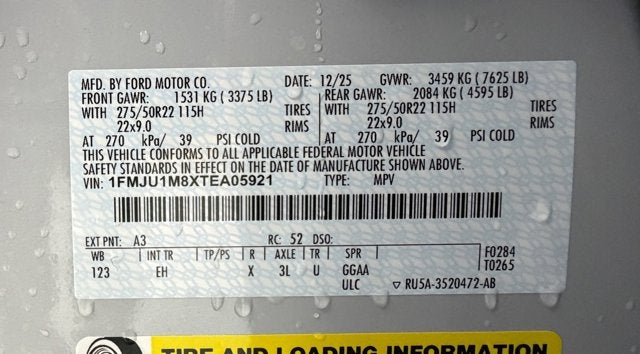 MFD. BY FORD MOTOR CO. DATE: 12/25 GVWR: 3459 KG ( 7625 LB)
FRONT GAWR: 1531 KG ( 3375 LB) REAR GAWR: 2084 KG ( 4595 LB)
WITH 275/50R22 115H TIRES WITH 275/50R22 115H TIRES
22x9.0 RIMS 22x9.0 RIMS
AT 270 kPa/ 39 PSI COLD AT 270 kPa/ 39 PSI COLD
THIS VEHICLE CONFORMS TO ALL APPLICABLE FEDERAL MOTOR VEHICLE
SAFETY STANDARDS IN EFFECT ON THE DATE OF MANUFACTURE SHOWN ABOVE.
VIN: 1FMJU1M8XTEA05921 TYPE: MPV
EXT PNT: A3 RC: 52 DSO:
WB INT TR TP/PS R AXLE TR SPR F0284
123 EH X 3L U GGAA T0265
ULC ▽ RU5A-3520472-AB
TIRE AND LOADING INFORMATION